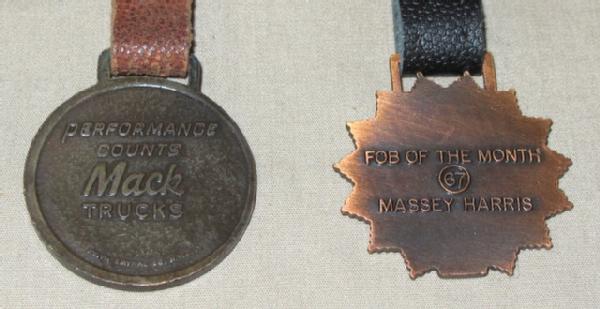 PERFORMANCE
COUNTS
Mack
TRUCKS
FOB OF THE MONTH
67
MASSEY HARRIS